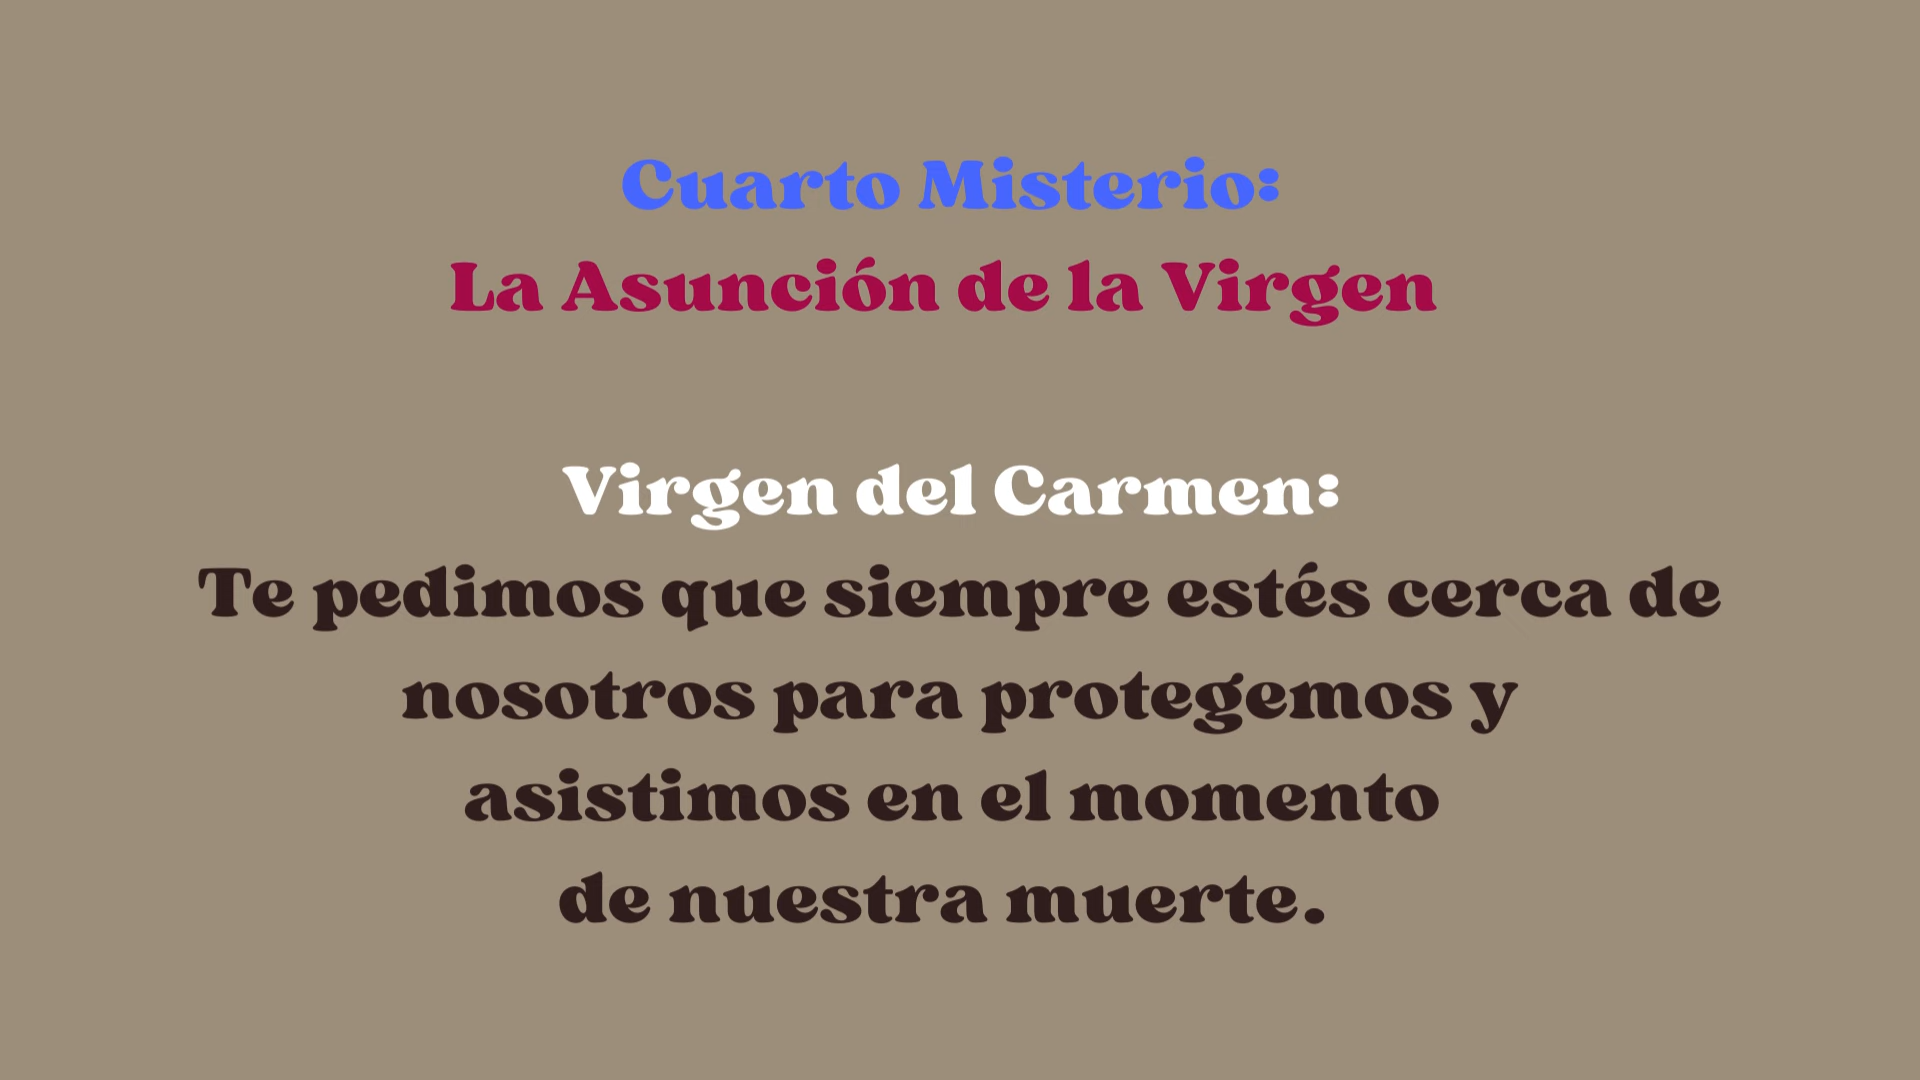 Cuarto Misterio:
La Asunción de la Virgen
Virgen del Carmen:
Te pedimos que siempre estés cerca de
nosotros para protegemos y
asistimos en el momento
de nuestra muerte.